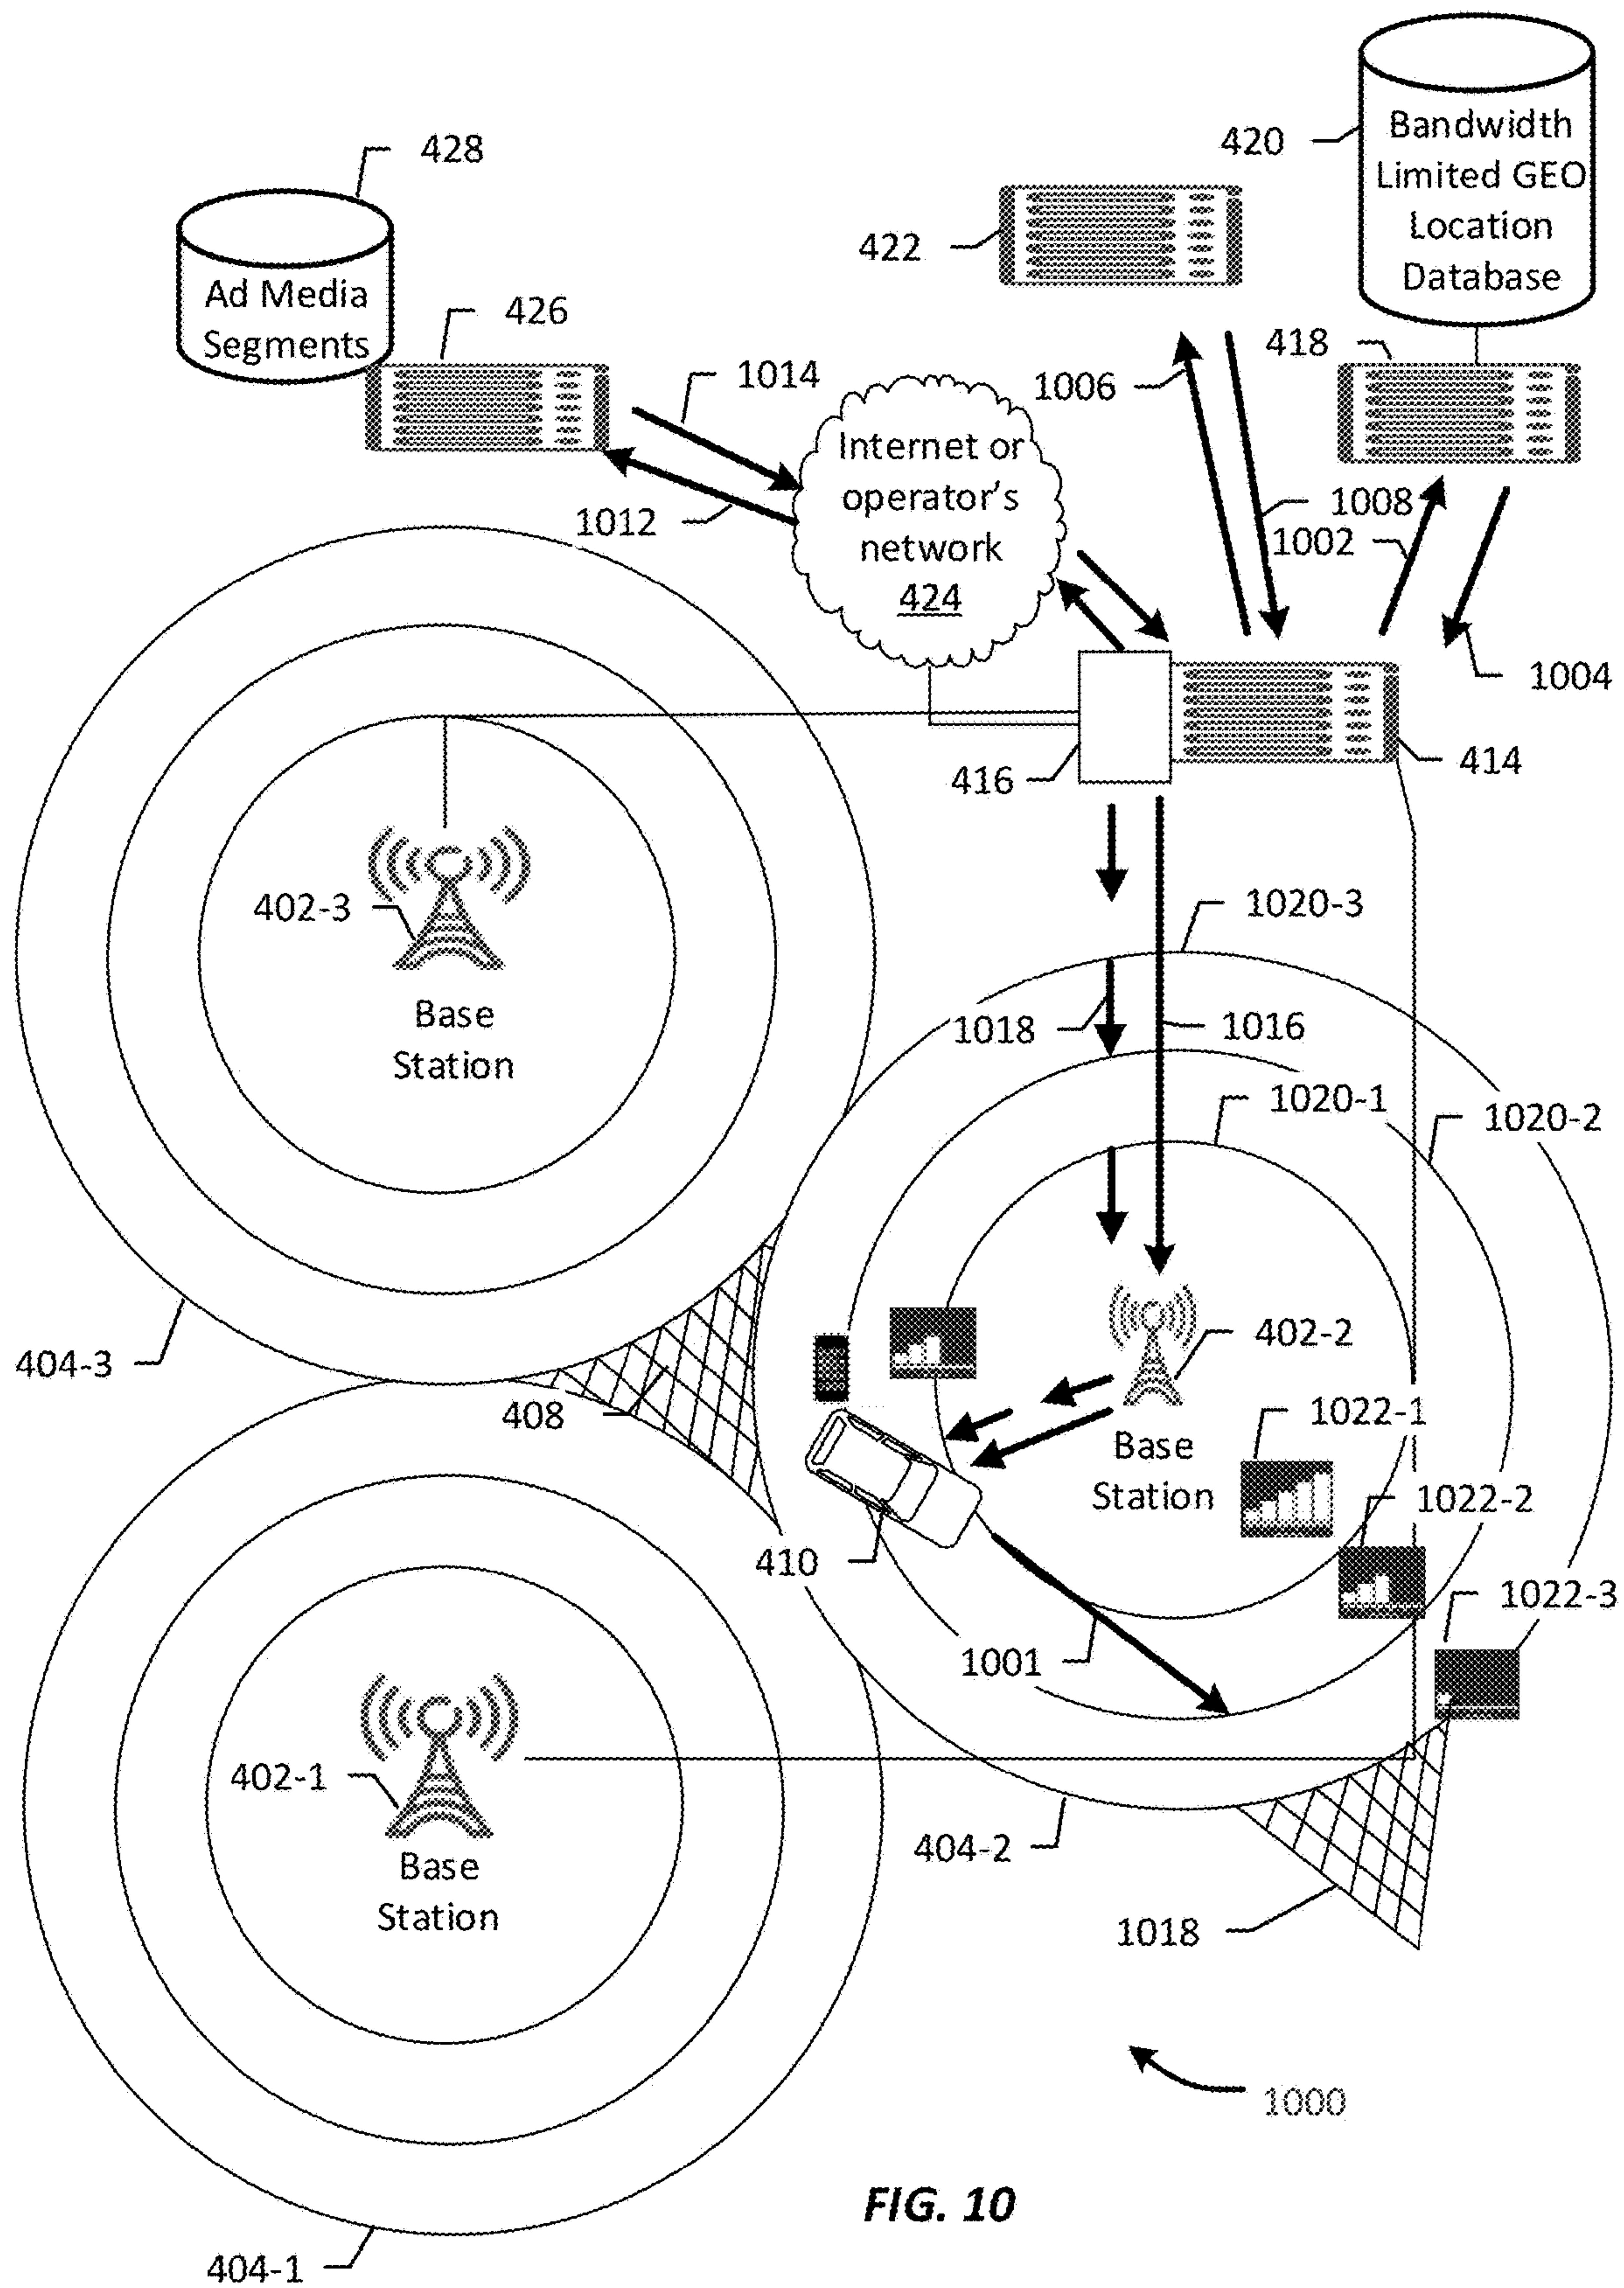 420
Bandwidth
Limited GEO
Location
Database
428
422
Ad Media
Segments
426
418
1014
1006
Internet or
operator's
network
424
1012
1008
1002
1004
416
414
402-3
Base
Station
1020-3
1018
1016
1020-1
1020-2
404-3
408
402-2
Base
Station
1022-1
1022-2
410
1022-3
1001
402-1
Base
Station
404-2
1018
1000
FIG. 10
404-1